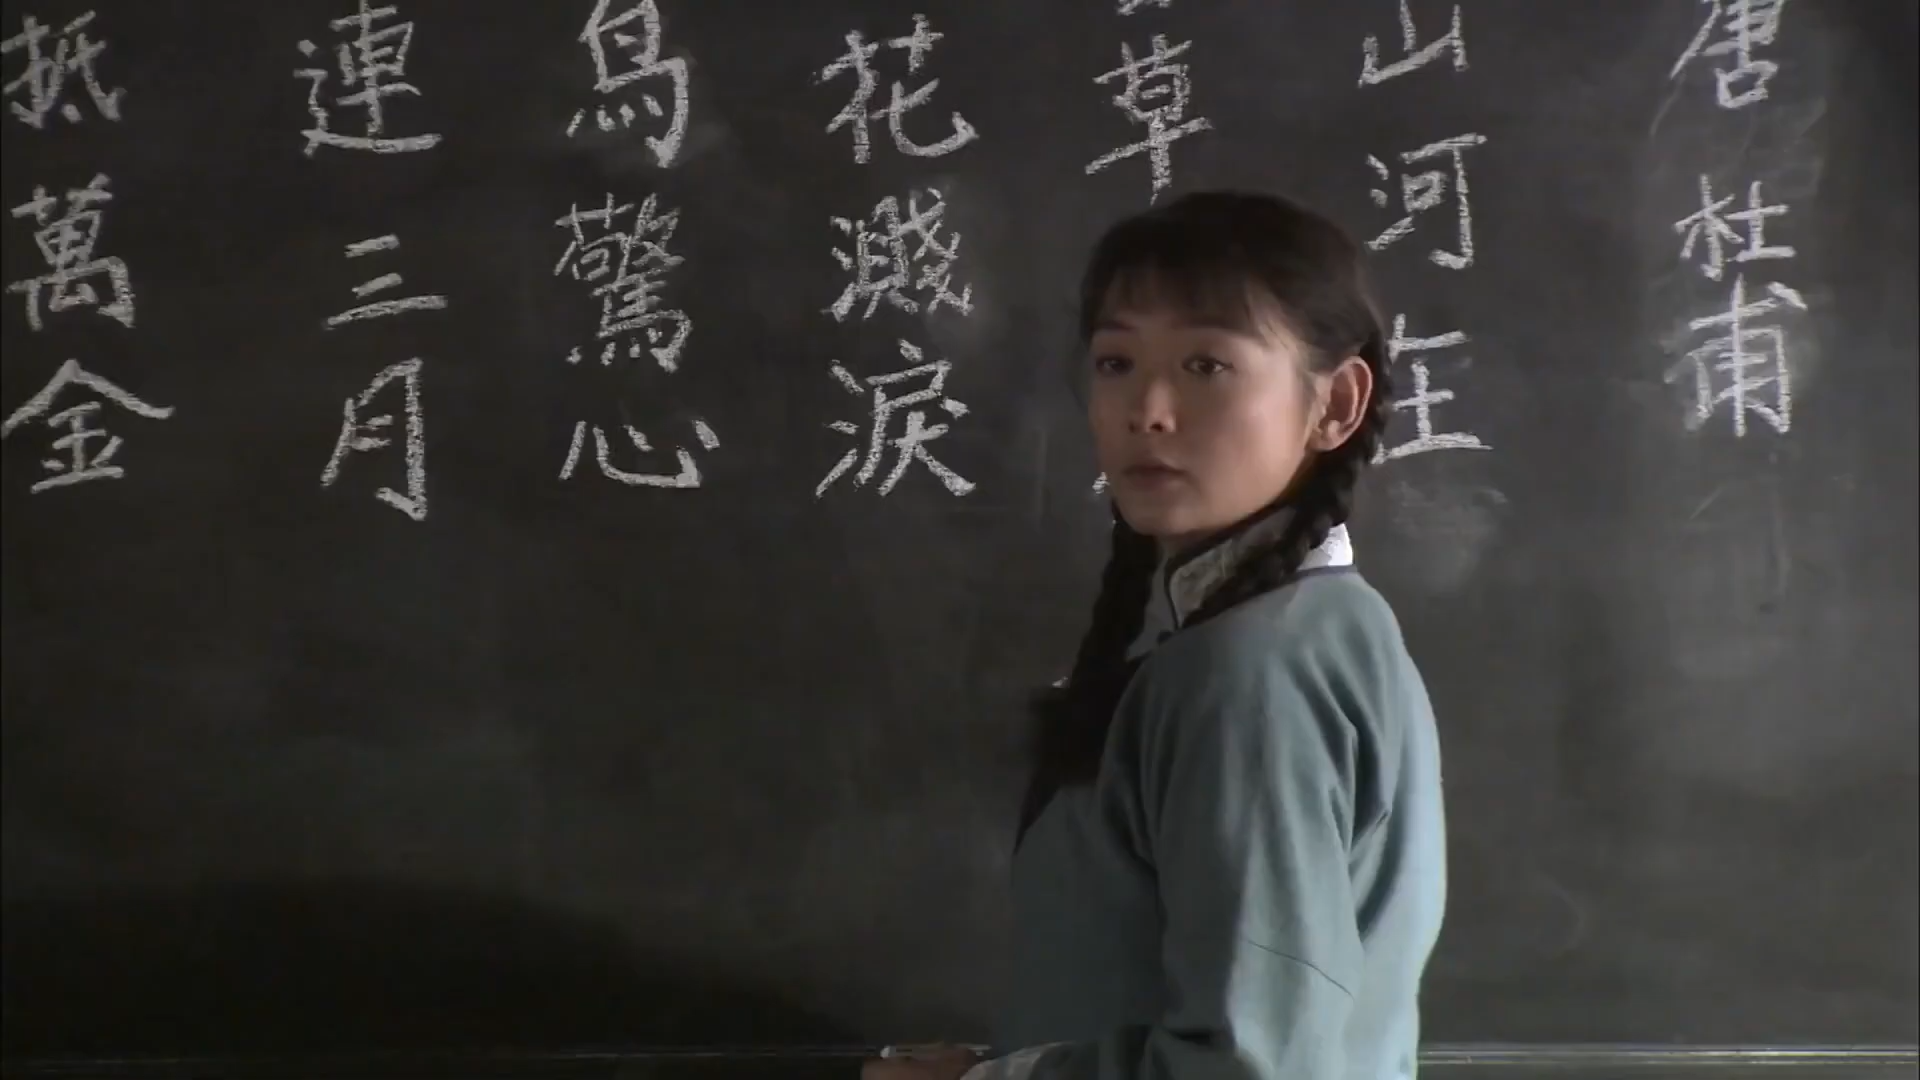 唐 杜甫
山河在
草
花濺淚
鳥驚心
連三月
抵萬金